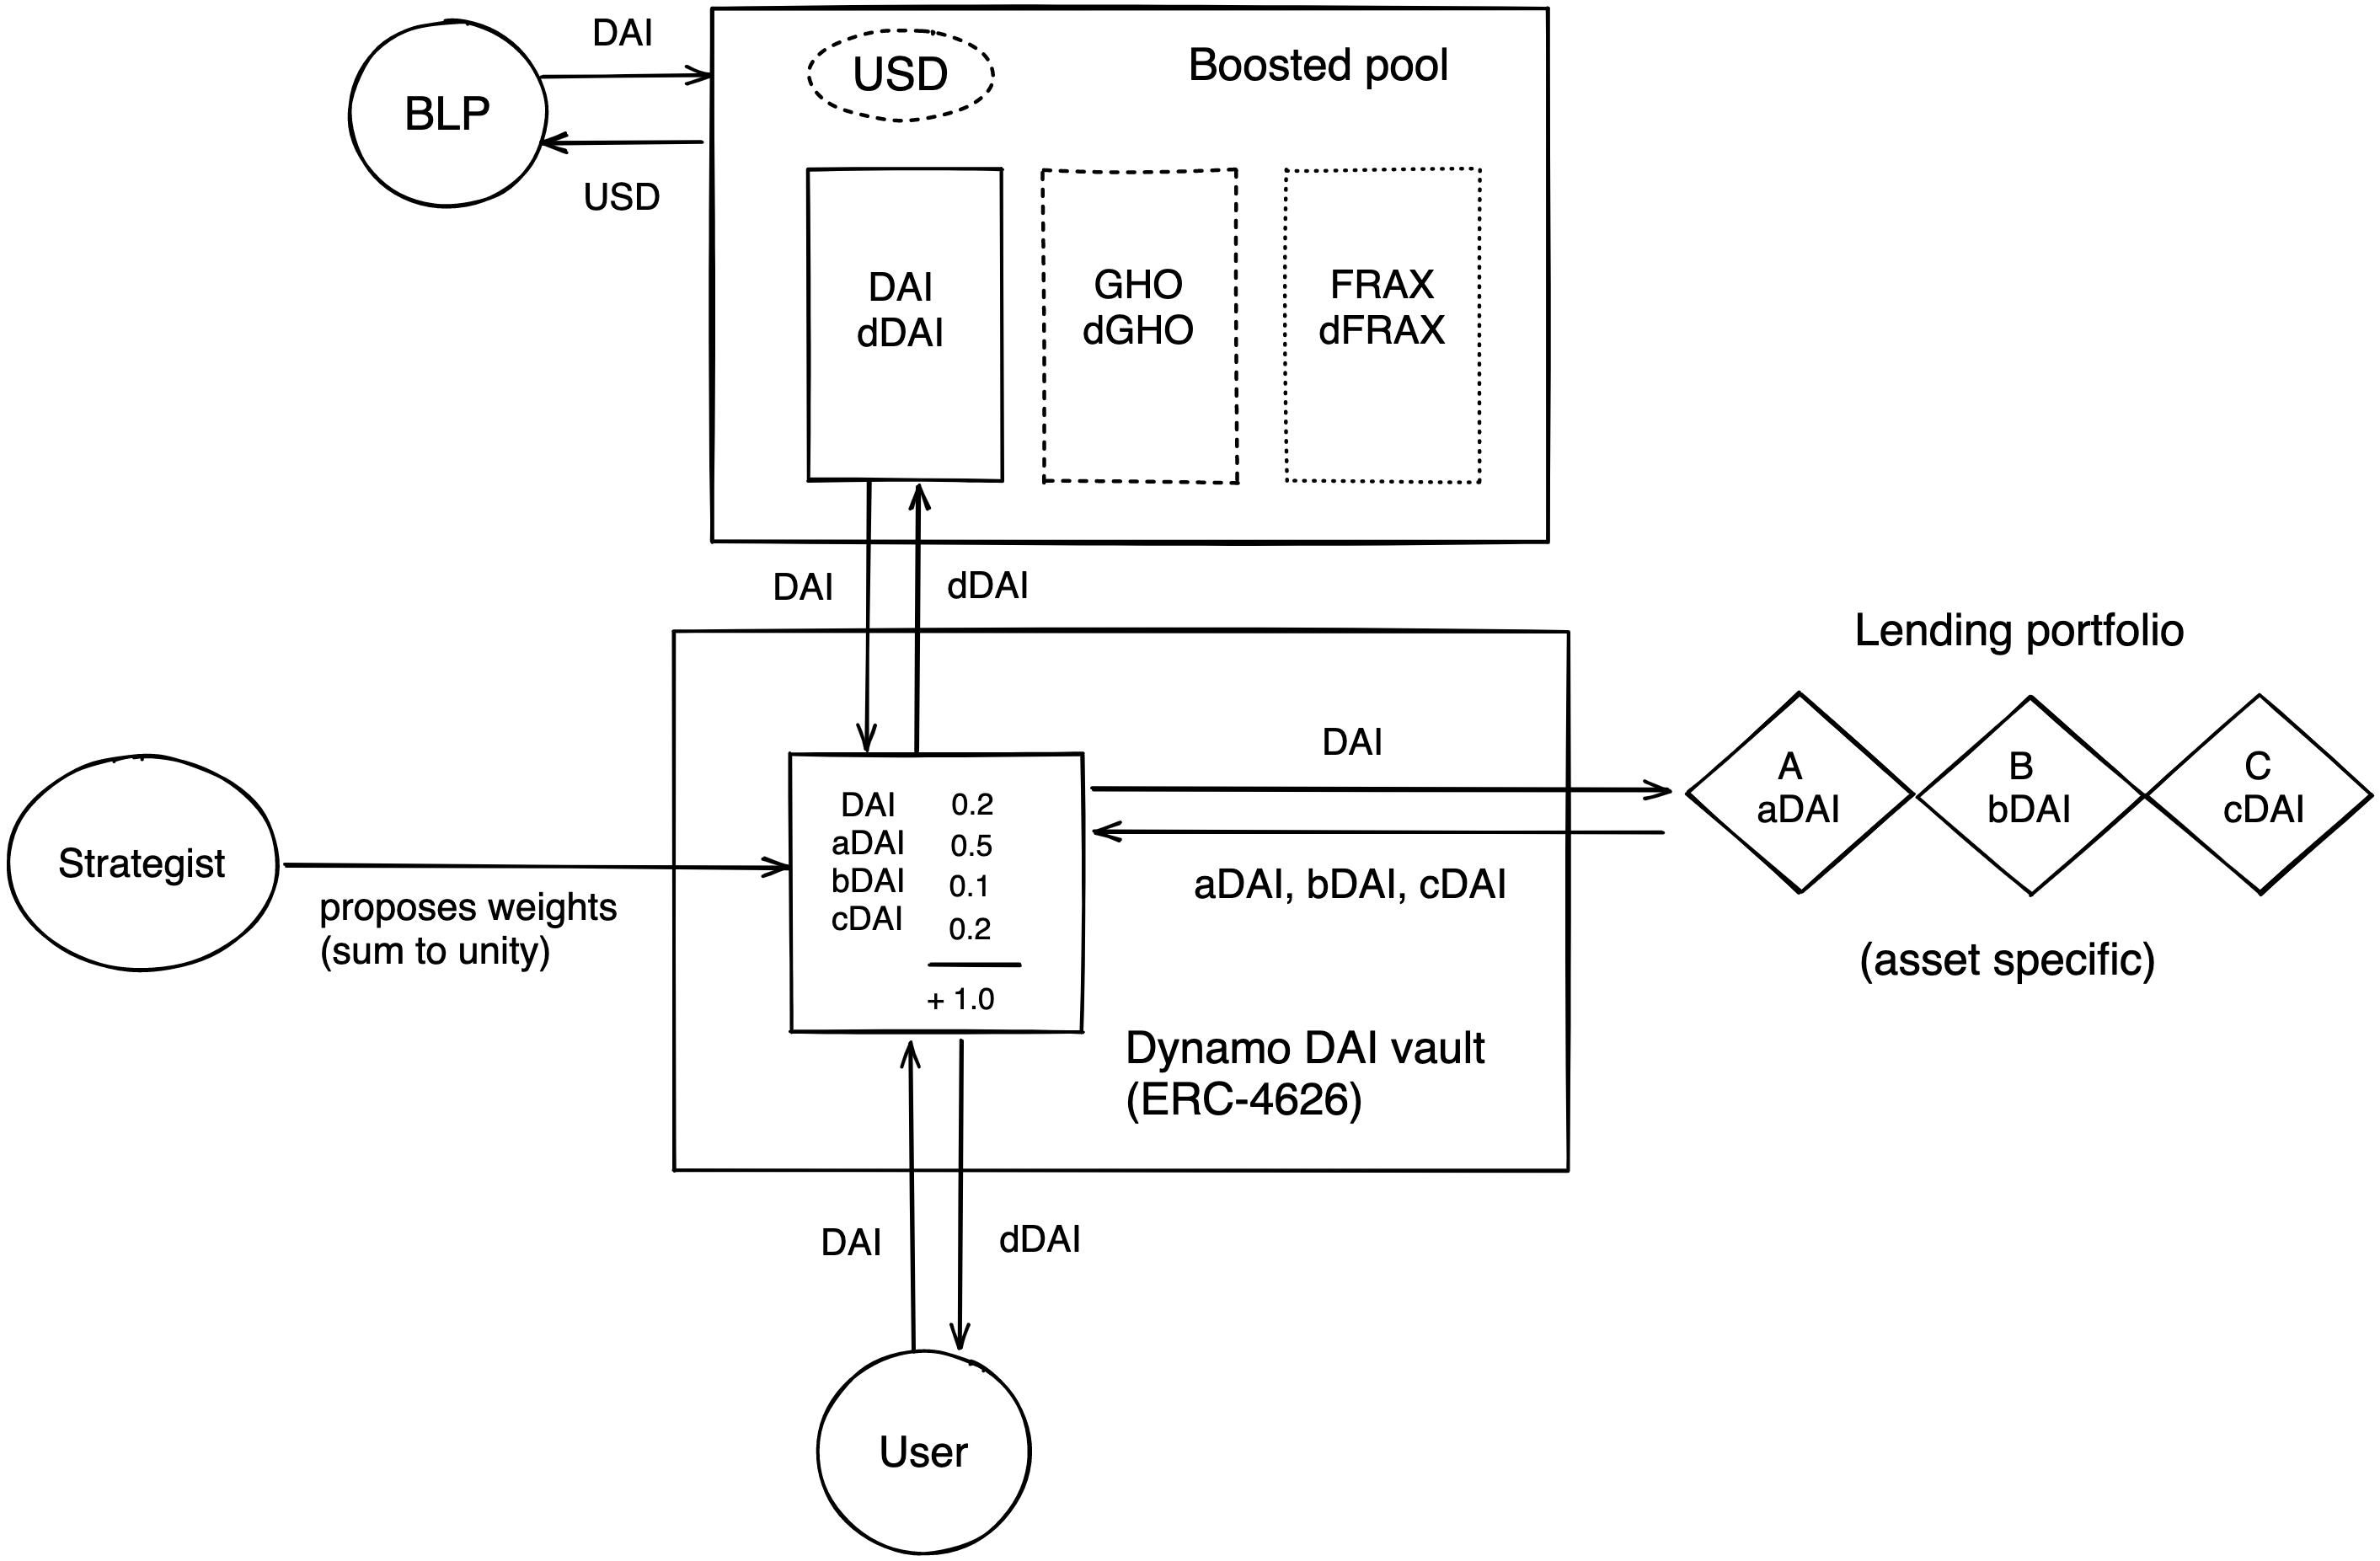 BLP
DAI
USD
USD
Boosted pool
DAI
dDAI
GHO
dGHO
FRAX
dFRAX
DAI
dDAI
Lending portfolio
A
aDAI
B
bDAI
C
cDAI
(asset specific)
DAI
aDAI, bDAI, cDAI
Strategist
proposes weights
(sum to unity)
DAI 0.2
aDAI 0.5
bDAI 0.1
cDAI 0.2
+ 1.0
Dynamo DAI vault
(ERC-4626)
DAI
dDAI
User